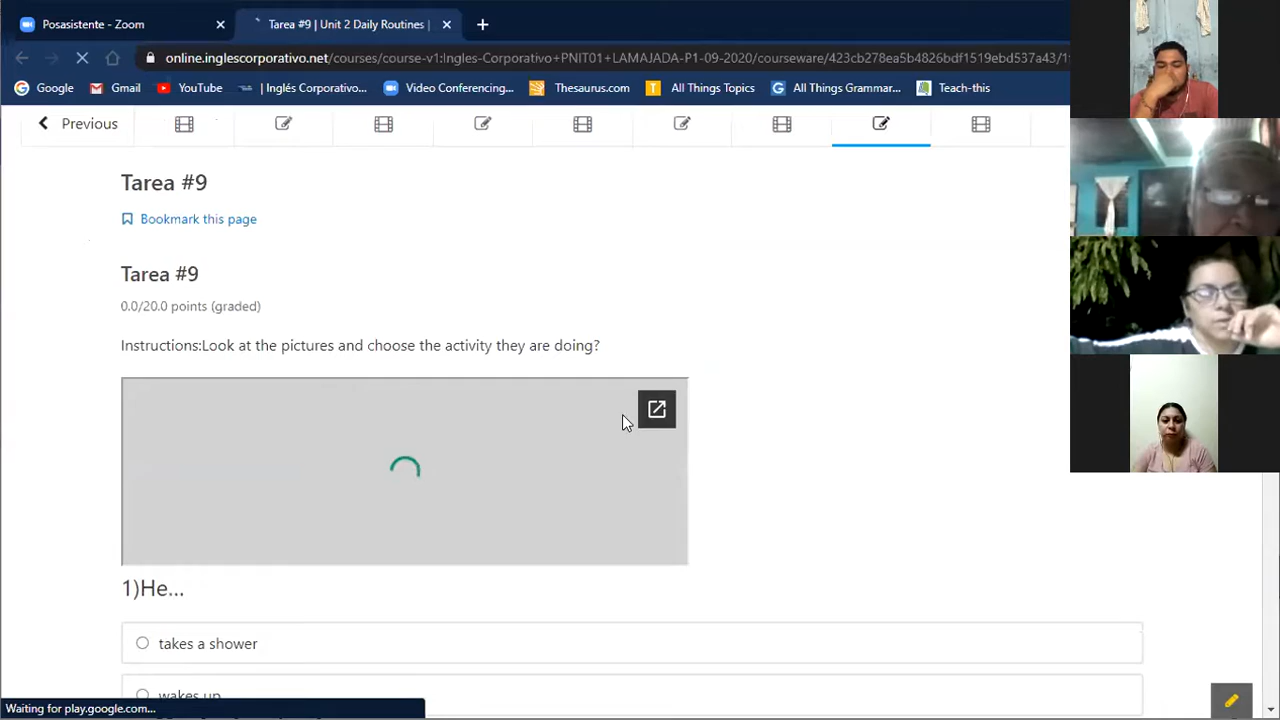 Posasistente - Zoom
Tarea #9 | Unit 2 Daily Routines |
online.inglescorporativo.net/courses/course-v1:Ingles-Corporativo+PNIT01+LAMAJADA-P1-09-2020/courseware/423cb278ea5b4826bdf1519ebd537a43/1
Google
Gmail
YouTube
| Inglés Corporativo...
Video Conferencing...
Thesaurus.com
All Things Topics
All Things Grammar...
Teach-this
Previous
Tarea #9
Bookmark this page
Tarea #9
0.0/20.0 points (graded)
Instructions:Look at the pictures and choose the activity they are doing?
1)He...
takes a shower
wakes up
Waiting for play.google.com...